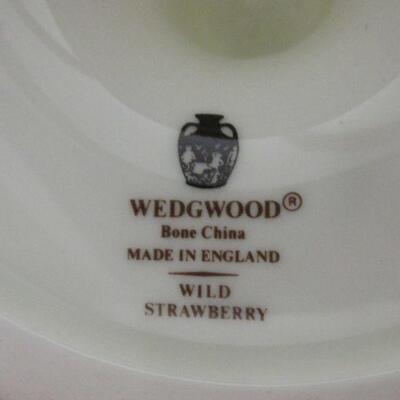 WEDGWOOD®
Bone China
MADE IN ENGLAND
WILD
STRAWBERRY